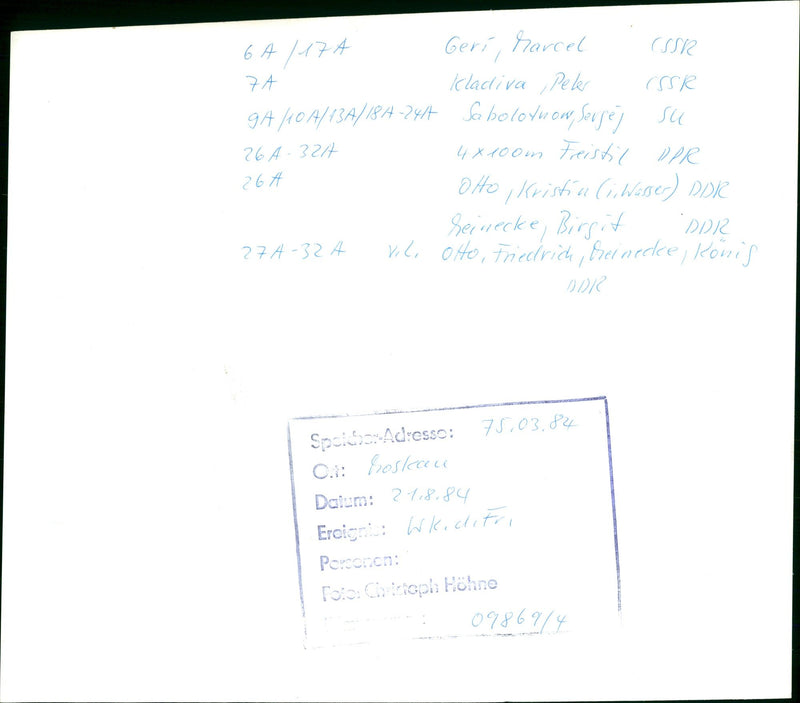 6A/17A Geri, Marcel CSSR
7A Kladiva, Peter CSSR
9A/10A/13A/18A-24A Sabolotnow, Sergej SU
26A-32A 4x100m Freistil DDR
26A Otto, Kristin (i. Wasser) DDR
Meinecke, Birgit DDR
27A-32A v.l. Otto, Friedrich, Meinecke, König
DDR
Speicher-Adresse: 75.03.84
Ort: Moskau
Datum: 21.8.84
Ereignis: Wk.d.Fr.
Personen:
Foto: Christoph Höhne
09869/4